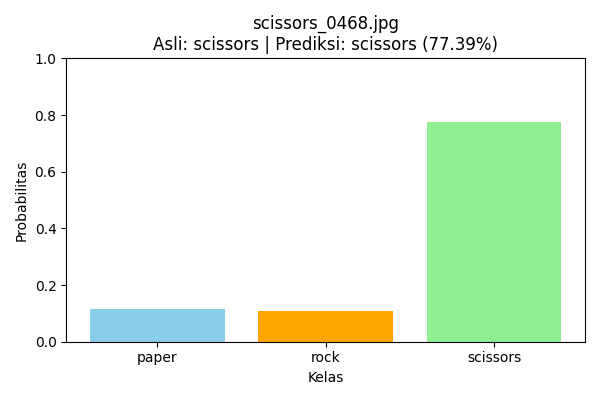 scissors_0468.jpg
Asli: scissors | Prediksi: scissors (77.39%)
1.0
0.8
0.6
0.4
0.2
0.0
Probabilitas
paper rock scissors
Kelas